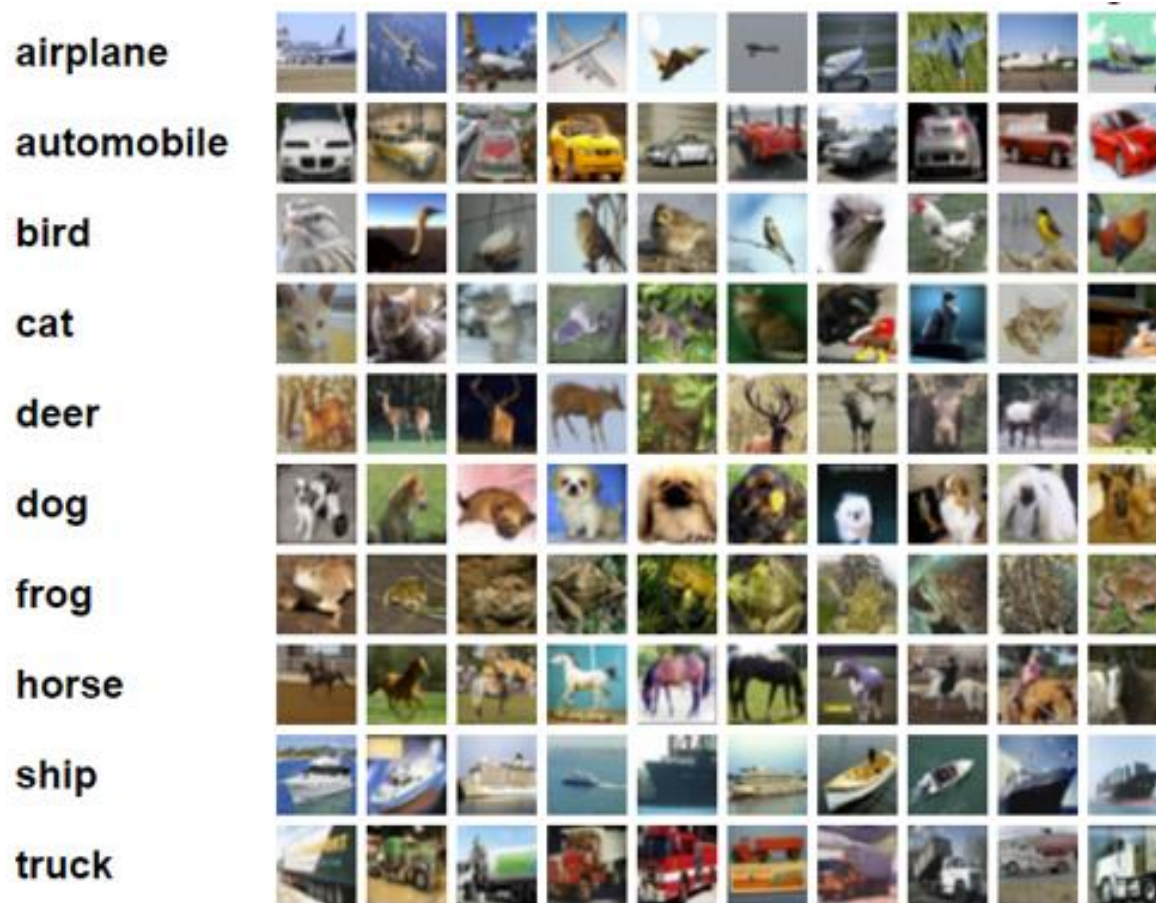 airplane
automobile
bird
cat
deer
dog
frog
horse
ship
truck